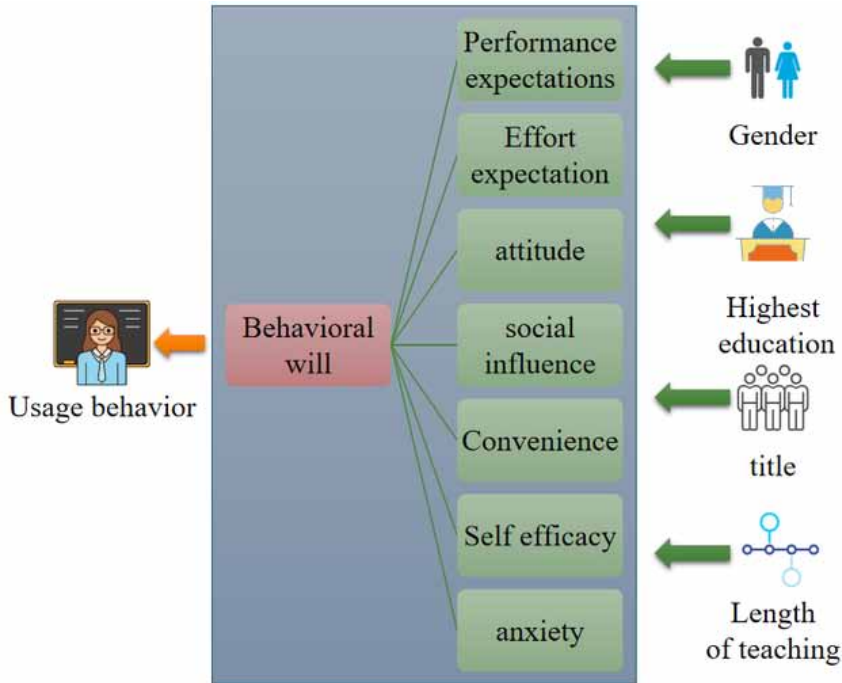 Performance
expectations
Effort
expectation
attitude
Behavioral
will
social
influence
Convenience
Self efficacy
anxiety
Usage behavior
Gender
Highest
education
title
Length
of teaching